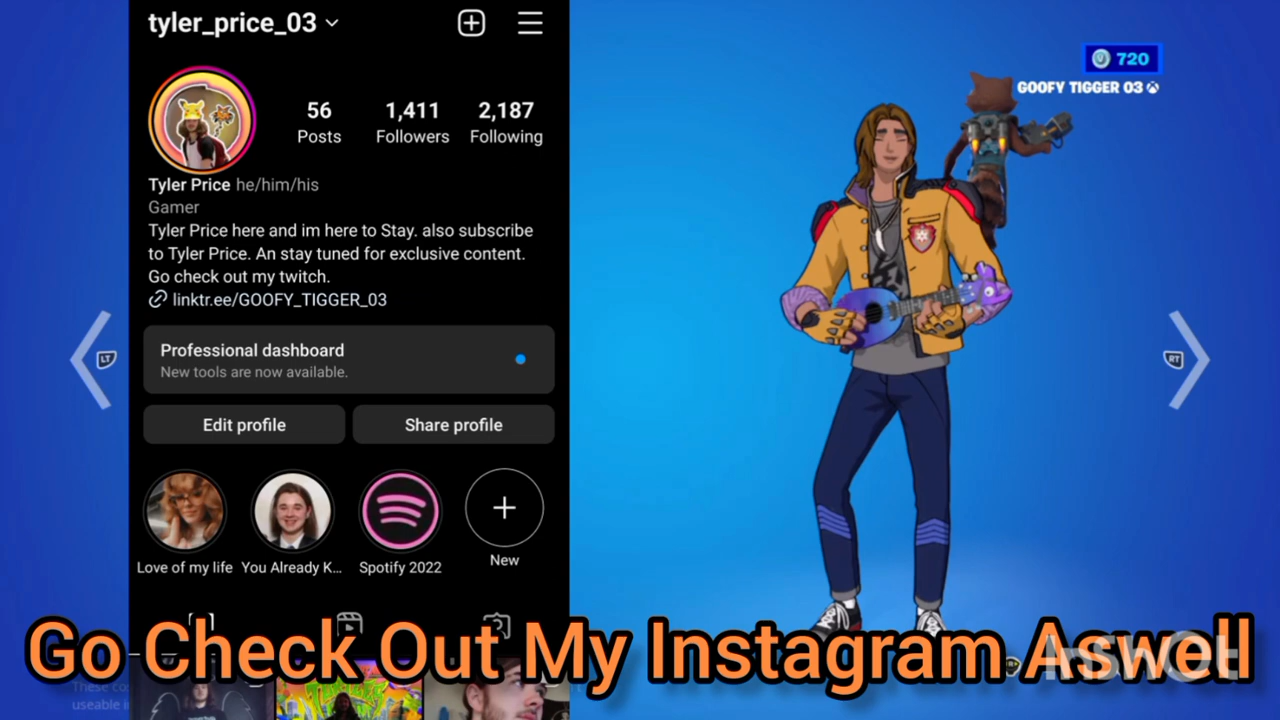 tyler_price_03
720
GOOFY TIGGER 03
56
1,411
2,187
Posts
Followers
Following
Tyler Price he/him/his
Gamer
Tyler Price here and im here to Stay. also subscribe
to Tyler Price. An stay tuned for exclusive content.
Go check out my twitch.
linktr.ee/GOOFY_TIGGER_03
LT
RT
Professional dashboard
New tools are now available.
Edit profile
Share profile
Love of my life
You Already K...
Spotify 2022
New
Go Check Out My Instagram Aswell